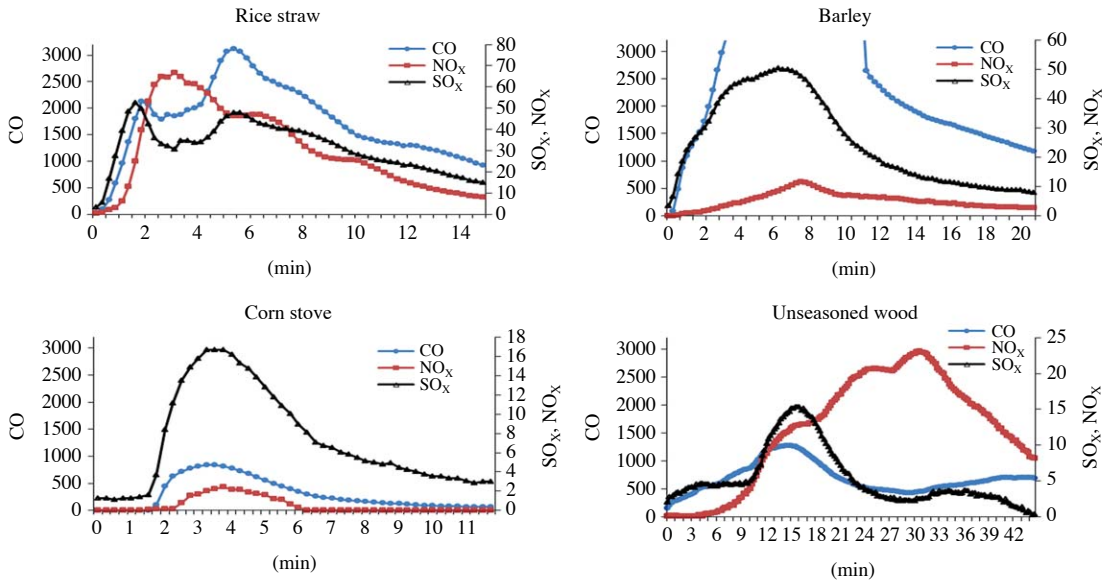 Rice straw
CO
NOX
SOX
3000
2500
2000
1500
1000
500
0
CO
80
70
60
50
40
30
20
10
0
SOX, NOX
0 2 4 6 8 10 12 14
(min)
Barley
CO
NOX
SOX
3000
2500
2000
1500
1000
500
0
CO
60
50
40
30
20
10
0
SOX, NOX
0 2 4 6 8 10 12 14 16 18 20
(min)
Corn stove
CO
NOX
SOX
3000
2500
2000
1500
1000
500
0
CO
18
16
14
12
10
8
6
4
2
0
SOX, NOX
0 1 2 3 4 5 6 7 8 9 10 11
(min)
Unseasoned wood
CO
NOX
SOX
3000
2500
2000
1500
1000
500
0
CO
25
20
15
10
5
0
SOX, NOX
0 3 6 9 12 15 18 21 24 27 30 33 36 39 42
(min)